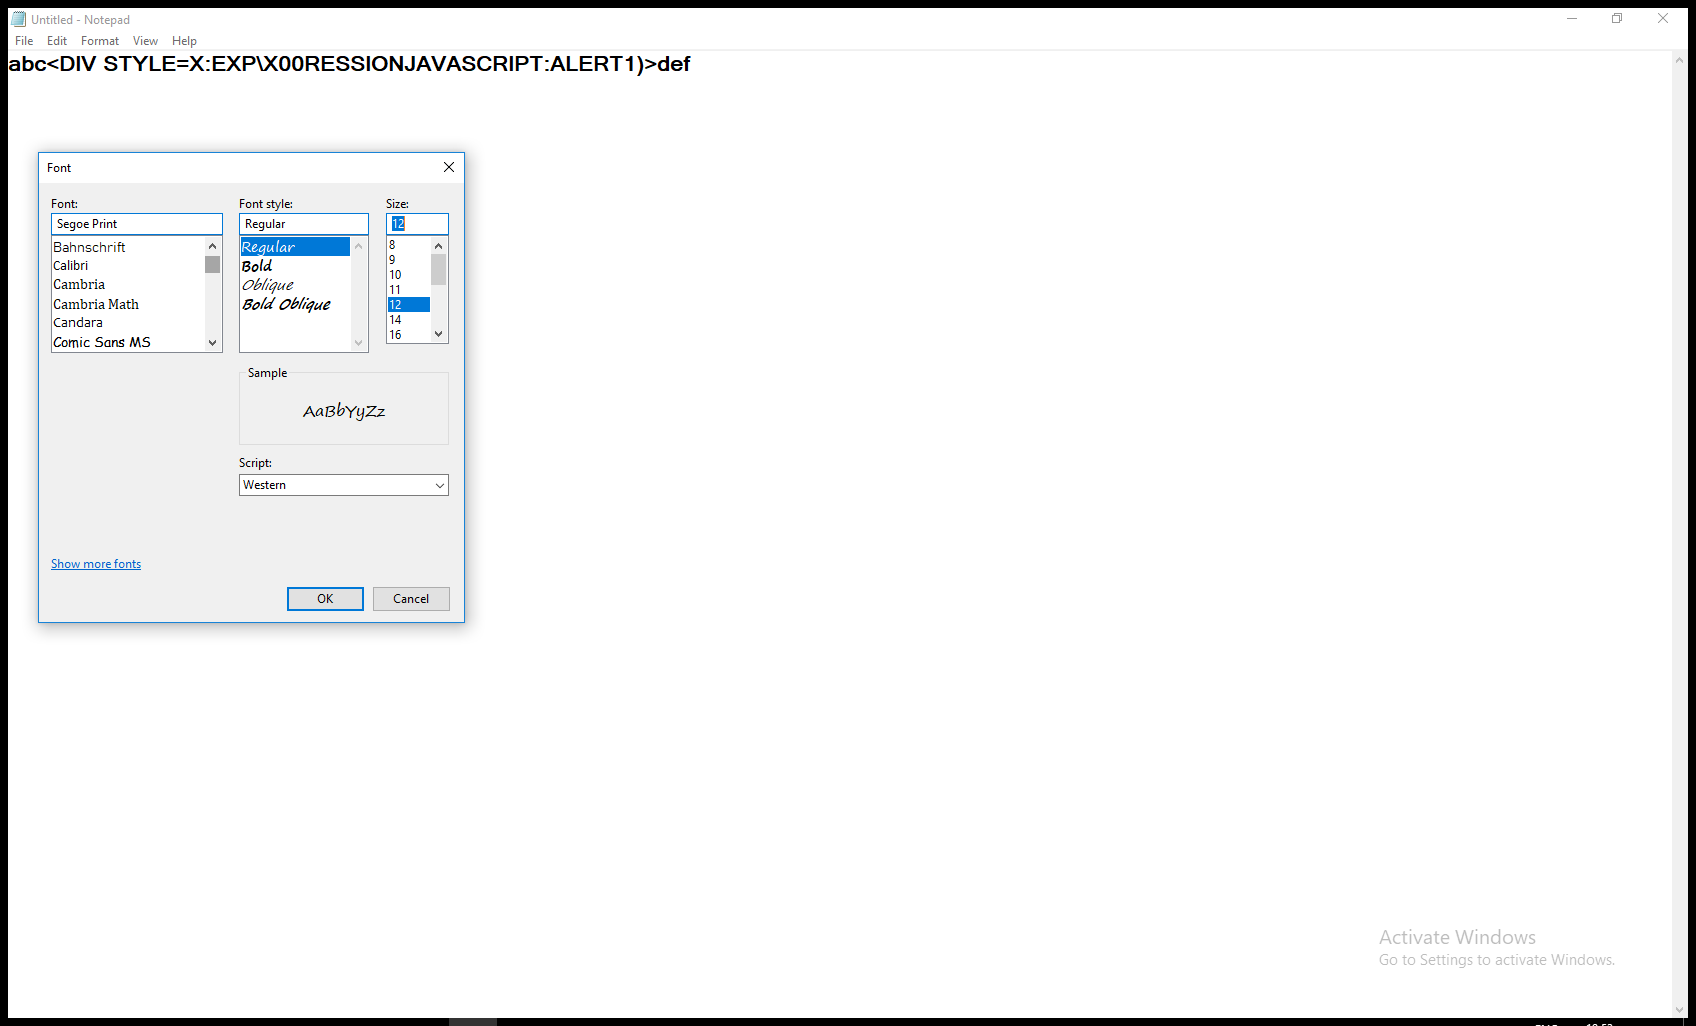 Untitled - Notepad
File Edit Format View Help
abc<DIV STYLE=X:EXP\X00RESSIONJAVASCRIPT:ALERT1)>def
Font
Font: Font style: Size:
Segoe Print Regular 12
Bahnschrift
Calibri
Cambria
Cambria Math
Candara
Comic Sans MS
Regular
Bold
Oblique
Bold Oblique
8
9
10
11
12
14
16
Sample
AaBbYyZz
Script:
Western
Show more fonts
OK Cancel
Activate Windows
Go to Settings to activate Windows.